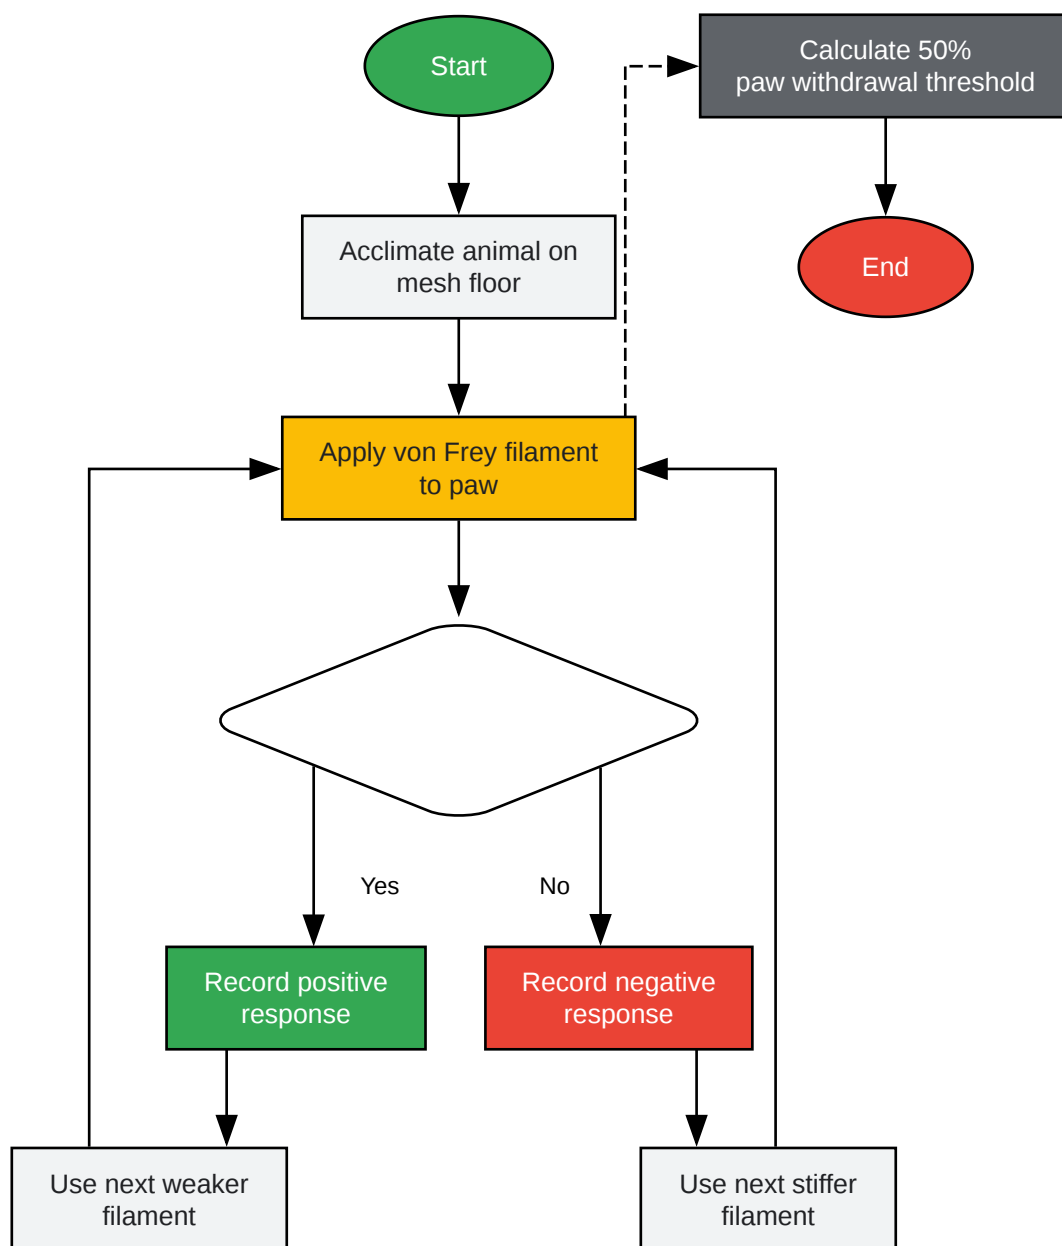 Start
Calculate 50%
paw withdrawal threshold
Acclimate animal on
mesh floor
End
Apply von Frey filament
to paw
Yes
No
Record positive
response
Record negative
response
Use next weaker
filament
Use next stiffer
filament